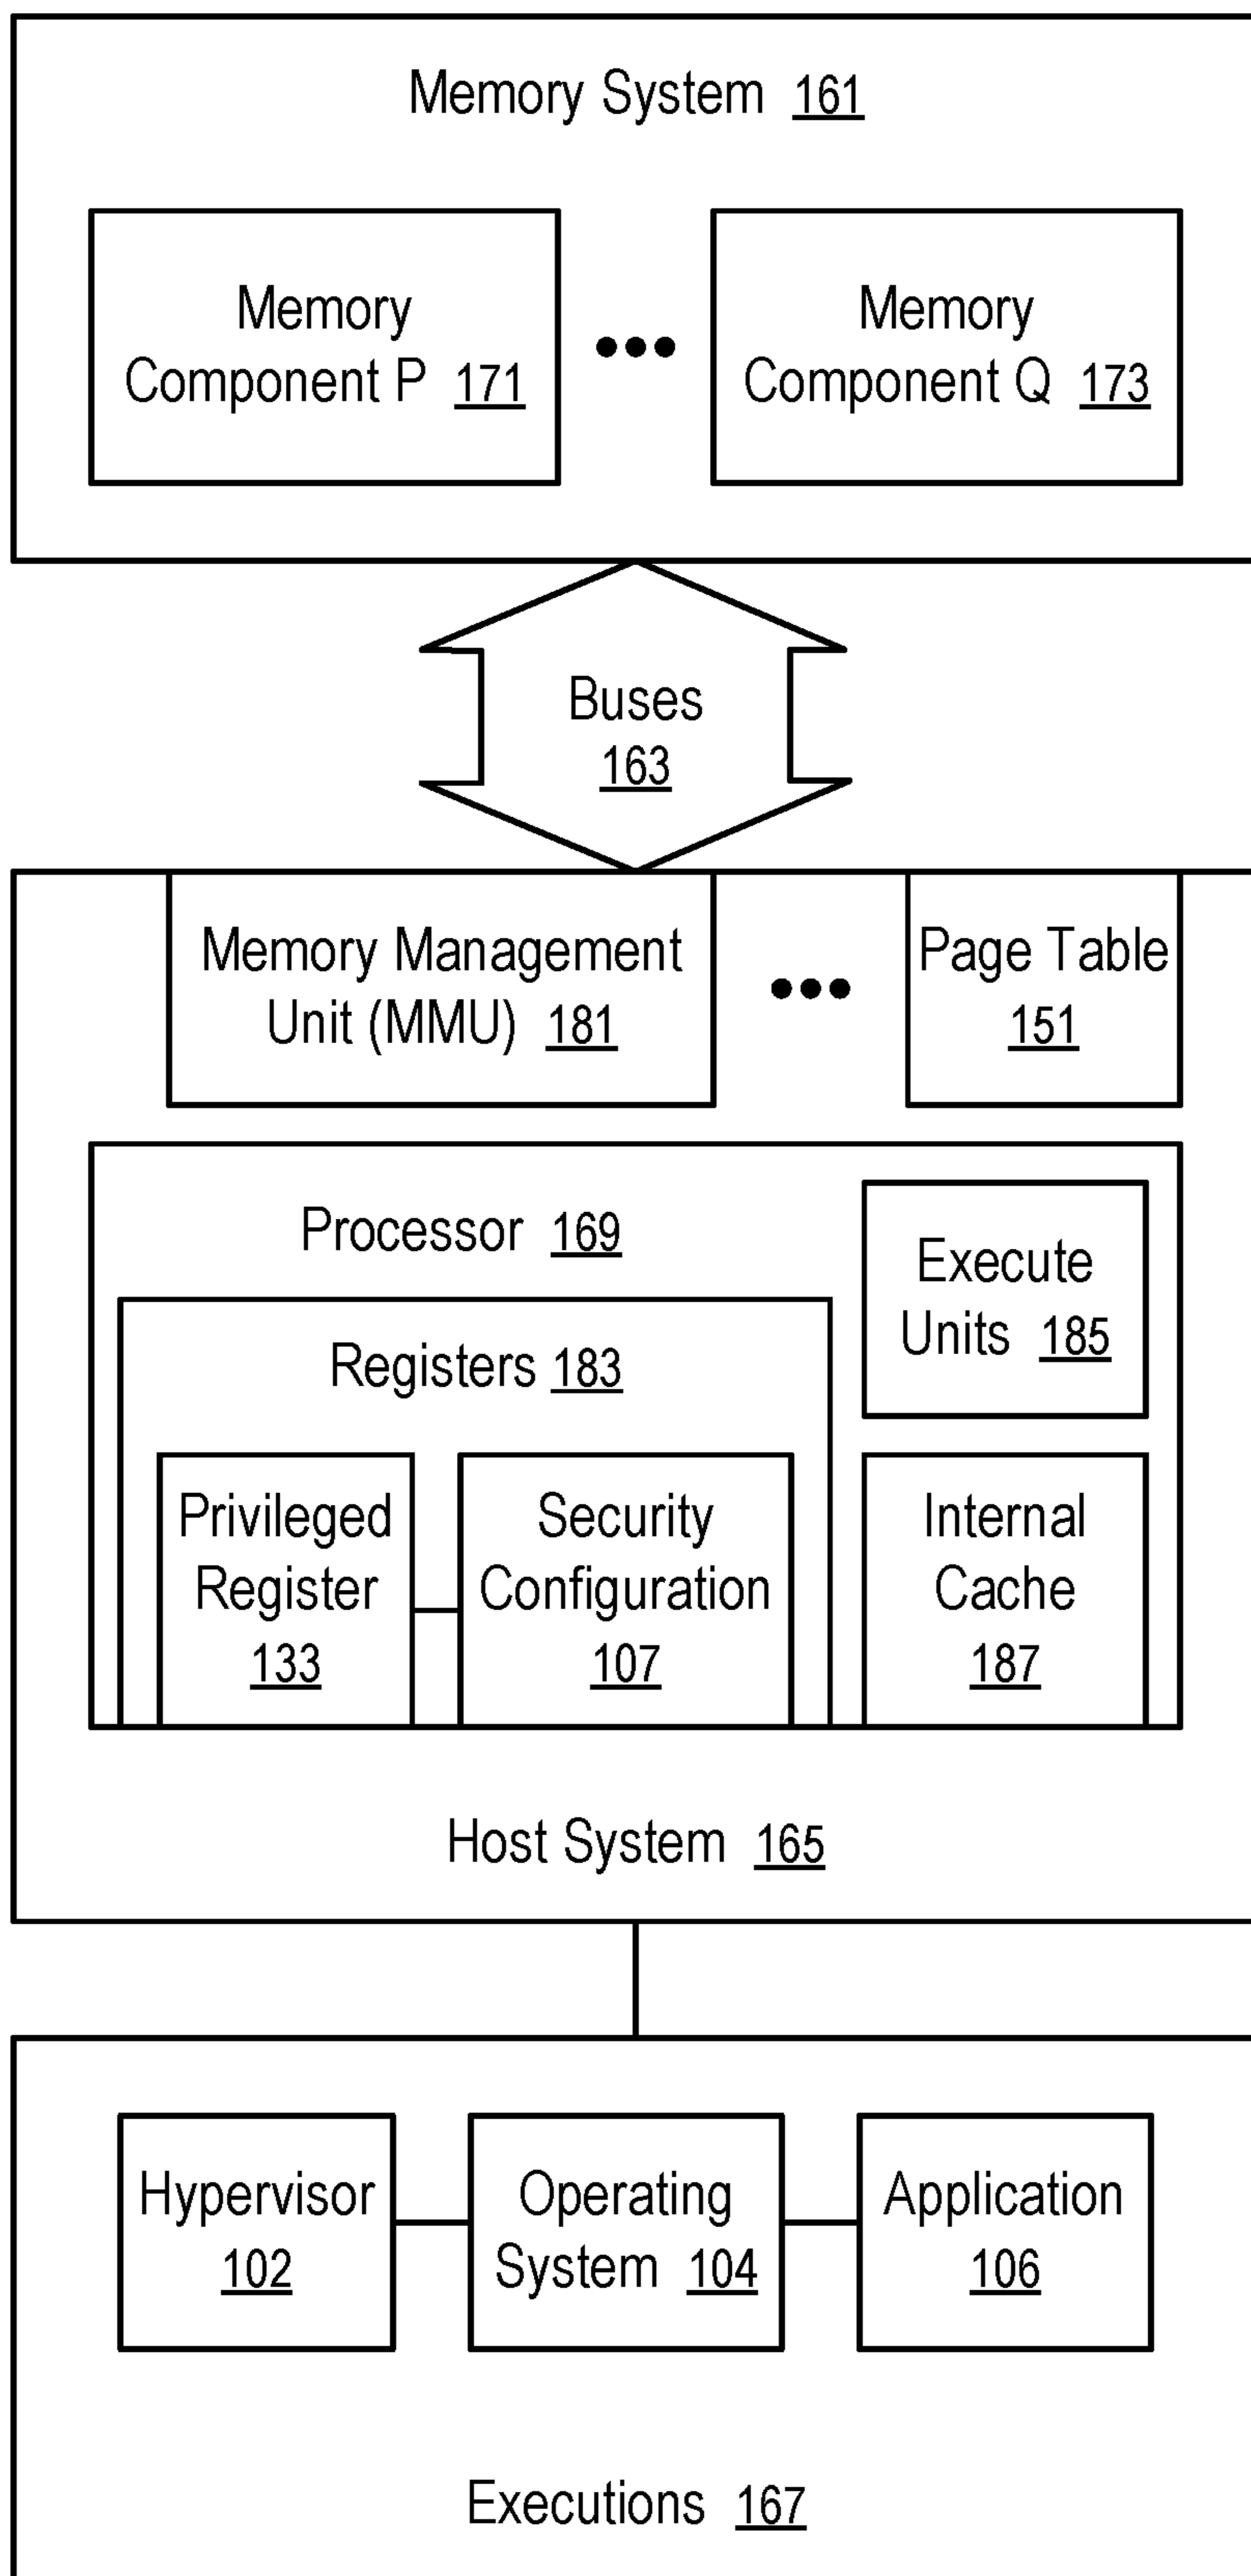 Memory System 161
Memory
Component P 171
Memory
Component Q 173
Buses
163
Memory Management
Unit (MMU) 181
Page Table
151
Processor 169
Execute
Units 185
Registers 183
Privileged
Register
133
Security
Configuration
107
Internal
Cache
187
Host System 165
Hypervisor
102
Operating
System 104
Application
106
Executions 167